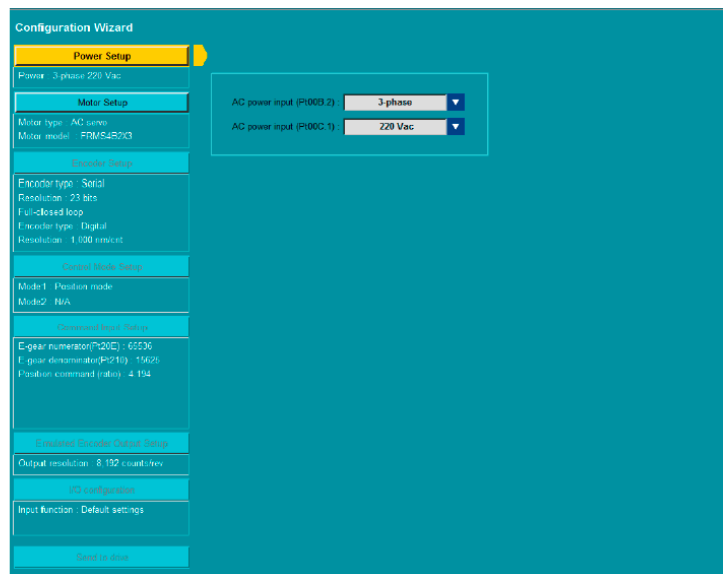 Configuration Wizard
Power Setup
Power : 3-phase 220 Vac
AC power input (Pt00B.2) : 3-phase
AC power input (Pt00C.1) : 220 Vac
Motor Setup
Motor type : AC servo
Motor model : FRMS4B2X3
Encoder Setup
Encoder type : Serial
Resolution : 23 bits
Full-closed loop
Encoder type : Digital
Resolution : 1,000 nm/cnt
Control Mode Setup
Mode1 : Position mode
Mode2 : N/A
Command Input Setup
E-gear numerator(Pt20E) : 65536
E-gear denominator(Pt210) : 15625
Position command (ratio) : 4.194
Emulated Encoder Output Setup
Output resolution : 8,192 counts/rev
I/O configuration
Input function : Default settings
Send to drive